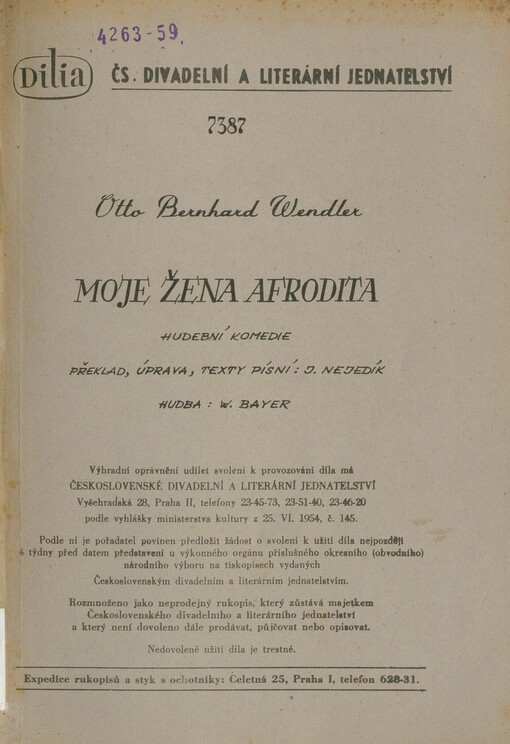 4263-59
Dilia
ČS. DIVADELNÍ A LITERÁRNÍ JEDNATELSTVÍ
7387
Otto Bernhard Wendler
MOJE ŽENA AFRODITA
HUDEBNÍ KOMEDIE
PŘEKLAD, ÚPRAVA, TEXTY PÍSNÍ: J. NEJEDÍK
HUDBA: W. BAYER
Výhradní oprávnění udílet svolení k provozování díla má
ČESKOSLOVENSKÉ DIVADELNÍ A LITERÁRNÍ JEDNATELSTVÍ
Vyšehradská 28, Praha II, telefony 23-45-73, 23-51-40, 23-46-20
podle vyhlášky ministerstva kultury z 25. VI. 1954, č. 145.
Podle ní je pořadatel povinen předložit žádost o svolení k užití díla nejpozději
4 týdny před datem představení u výkonného orgánu příslušného okresního (obvodního)
národního výboru na tiskopisech vydaných
Československým divadelním a literárním jednatelstvím.
Rozmnoženo jako neprodejný rukopis, který zůstává majetkem
Československého divadelního a literárního jednatelství
a který není dovoleno dále prodávat, půjčovat nebo opisovat.
Nedovolené užití díla je trestné.
Expedice rukopisů a styk s ochotníky: Celetná 25, Praha I, telefon 628-31.